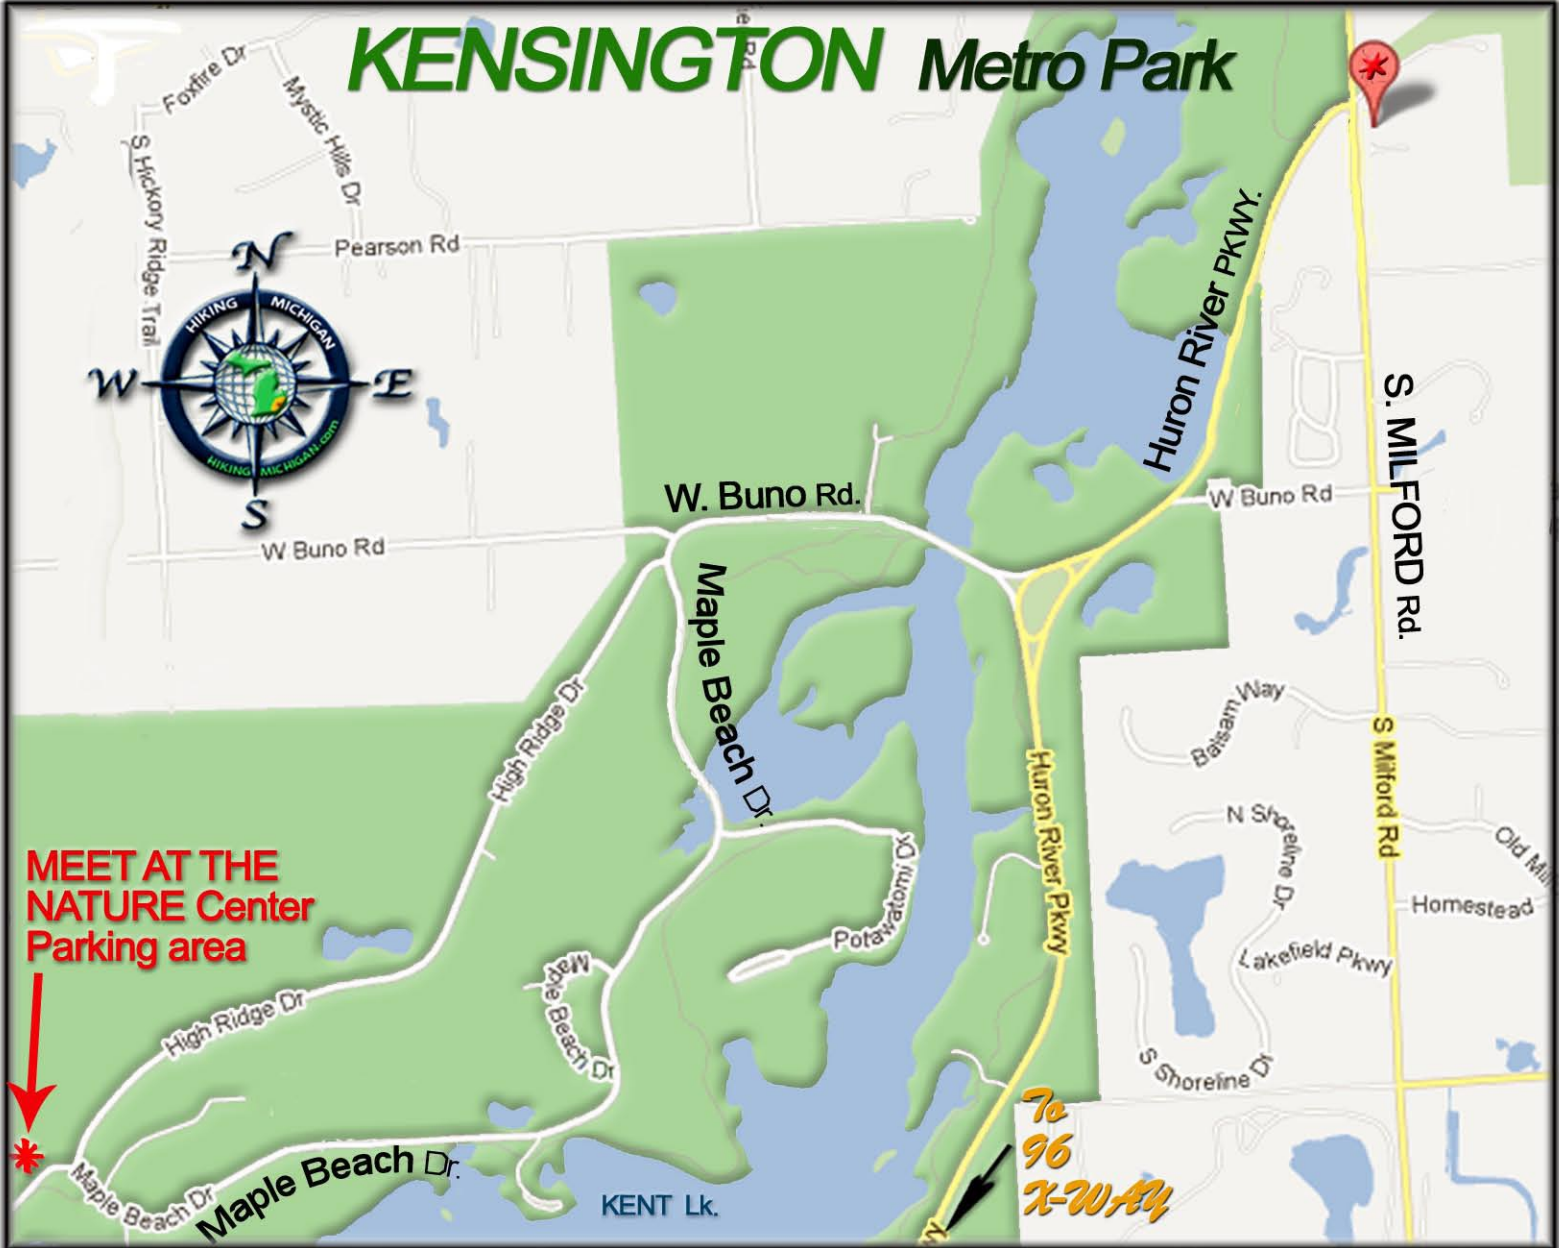 KENSINGTON Metro Park
Foxfire Dr
Mystic Hills Dr
S Hickory Ridge Trail
Pearson Rd
N
HIKING MICHIGAN
W
E
HIKING MICHIGAN.com
S
Huron River PKWY.
S. MILFORD Rd.
W. Buno Rd.
W Buno Rd
W Buno Rd
Maple Beach Dr.
High Ridge Dr
Balsam Way
S Milford Rd
Huron River Pkwy
N Shoreline Dr
Old Mill
Homestead
Lakefield Pkwy
Potawatomi Dr
MEET AT THE
NATURE Center
Parking area
High Ridge Dr
Maple Beach Dr
S Shoreline Dr
To
96
X-WAY
Maple Beach Dr
Maple Beach Dr.
KENT Lk.